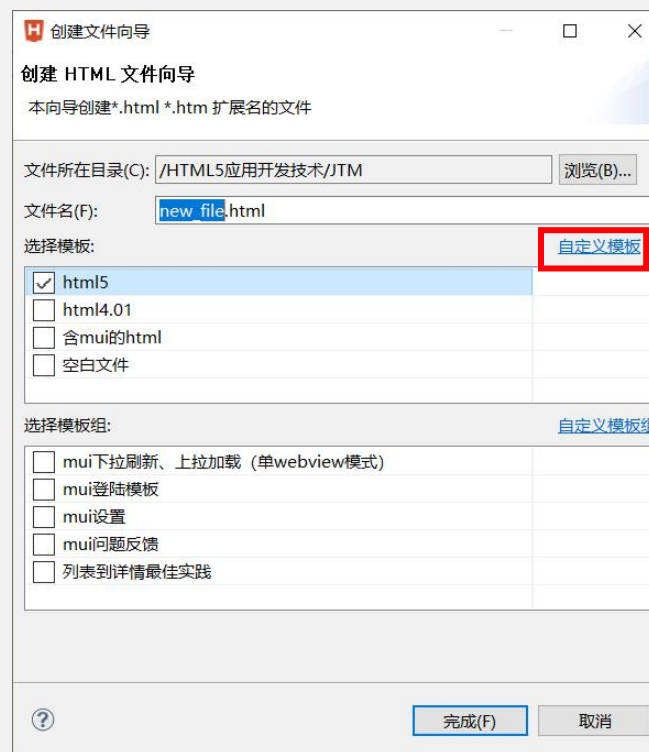 创建文件向导
创建 HTML 文件向导
本向导创建*.html *.htm 扩展名的文件
文件所在目录(C): /HTML5应用开发技术/JTM 浏览(B)...
文件名(F): new_file.html
选择模板: 自定义模板
html5
html4.01
含mui的html
空白文件
选择模板组: 自定义模板组
mui下拉刷新、上拉加载（单webview模式）
mui登陆模板
mui设置
mui问题反馈
列表到详情最佳实践
完成(F) 取消